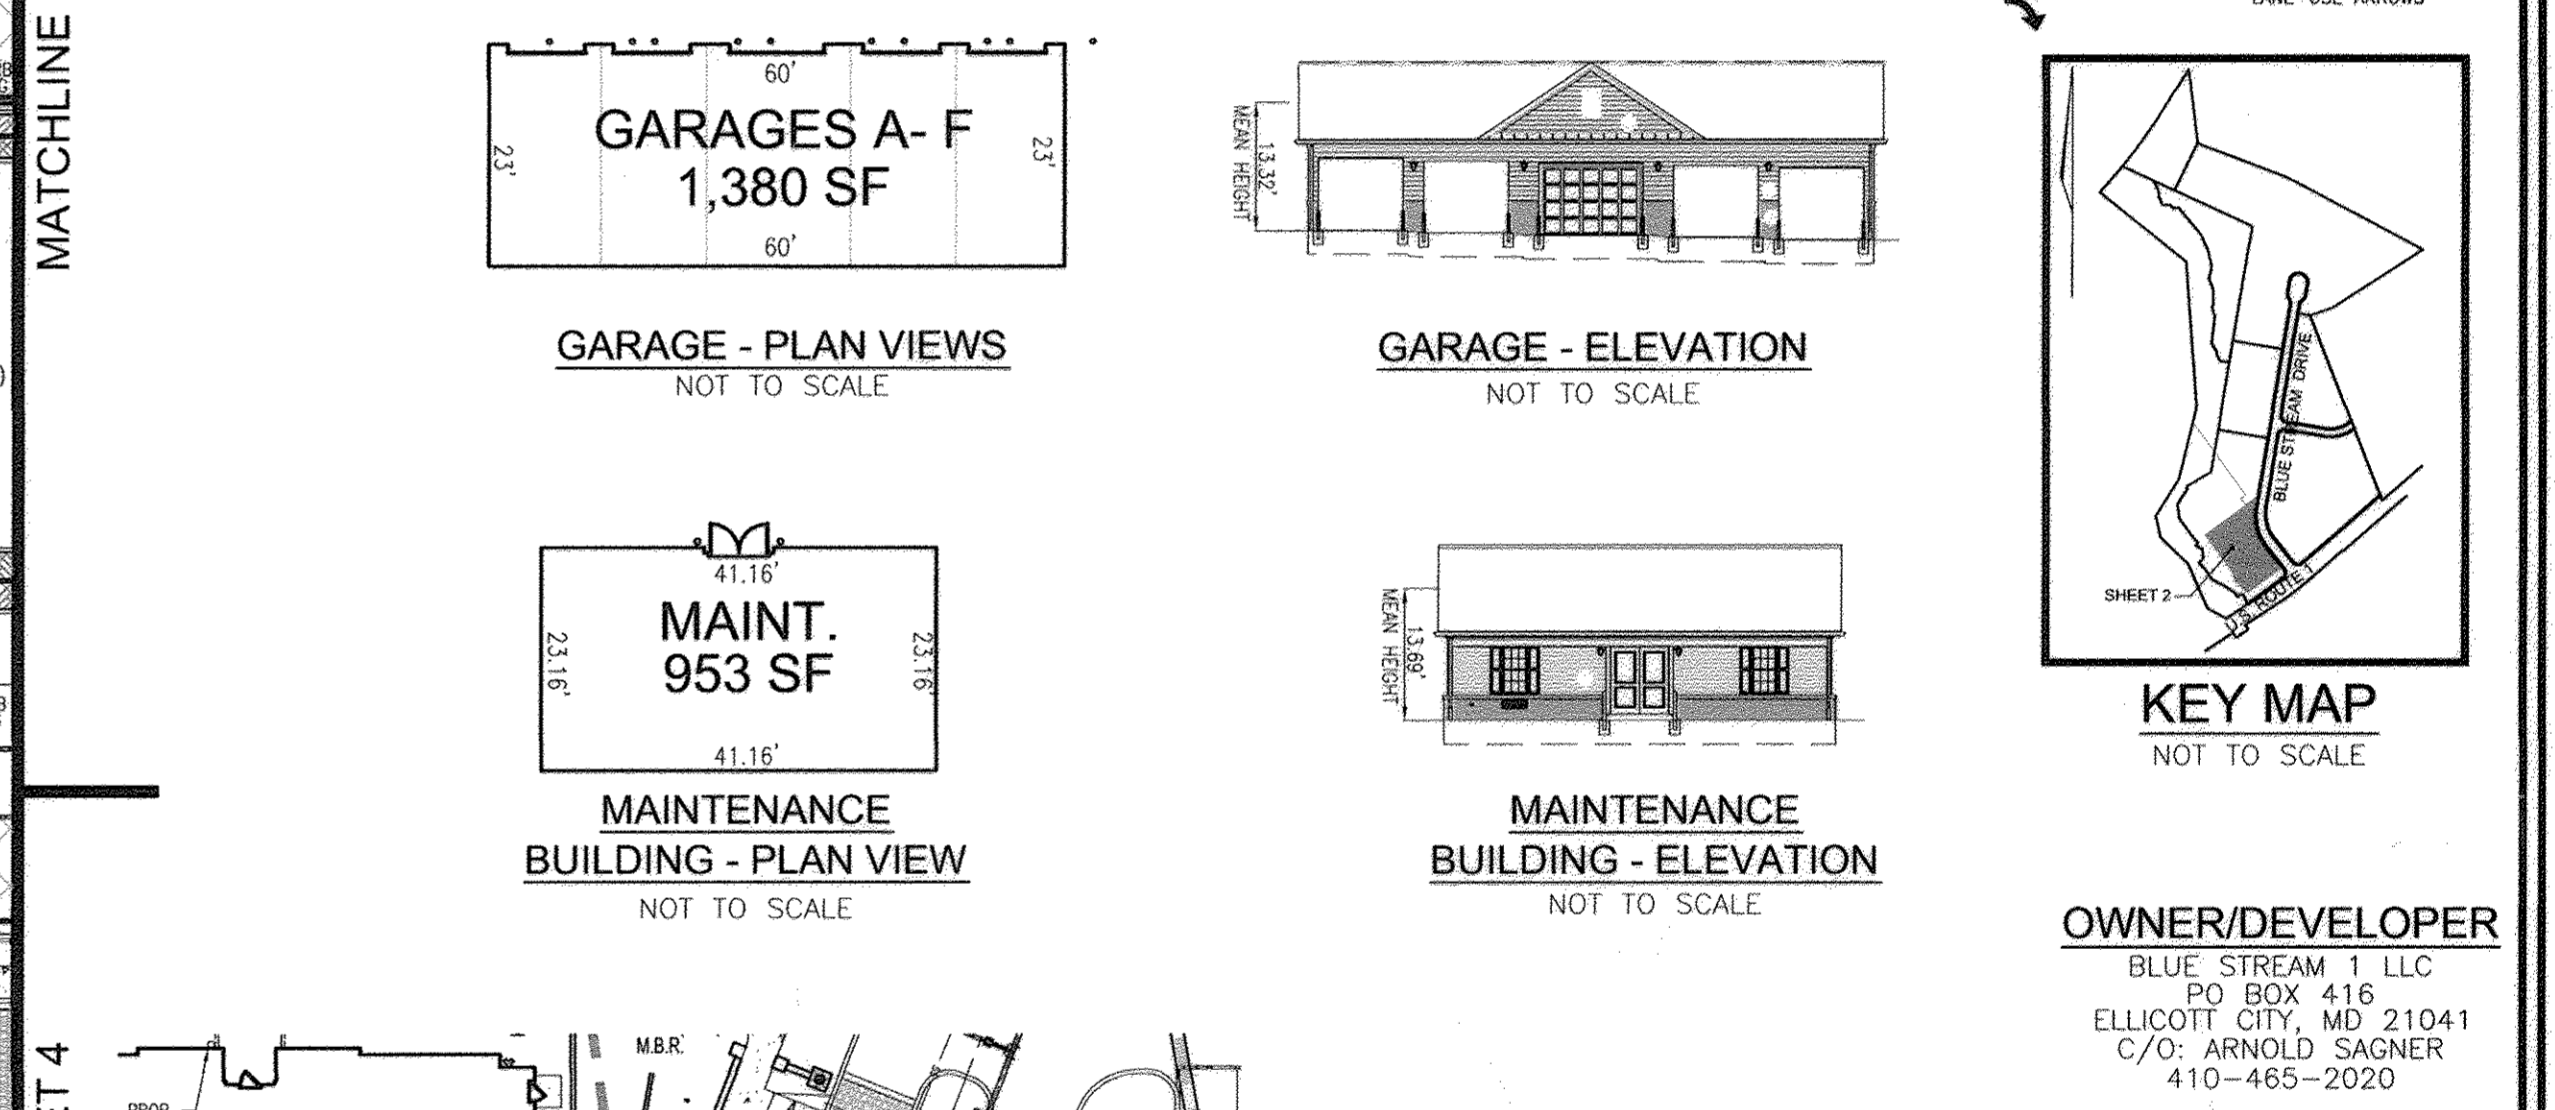 MATCHLINE
60'
GARAGES A- F
1,380 SF
23'
23'
60'
GARAGE - PLAN VIEWS
NOT TO SCALE
MEAN HEIGHT
13.32'
GARAGE - ELEVATION
NOT TO SCALE
41.16'
MAINT.
953 SF
23.16'
23.16'
41.16'
MAINTENANCE
BUILDING - PLAN VIEW
NOT TO SCALE
MEAN HEIGHT
13.69'
MAINTENANCE
BUILDING - ELEVATION
NOT TO SCALE
BLUE STREAM DRIVE
SHEET 2
U.S. ROUTE 1
KEY MAP
NOT TO SCALE
OWNER/DEVELOPER
BLUE STREAM 1 LLC
PO BOX 416
ELLICOTT CITY, MD 21041
C/O: ARNOLD SAGNER
410-465-2020
ET 4
M.B.R.